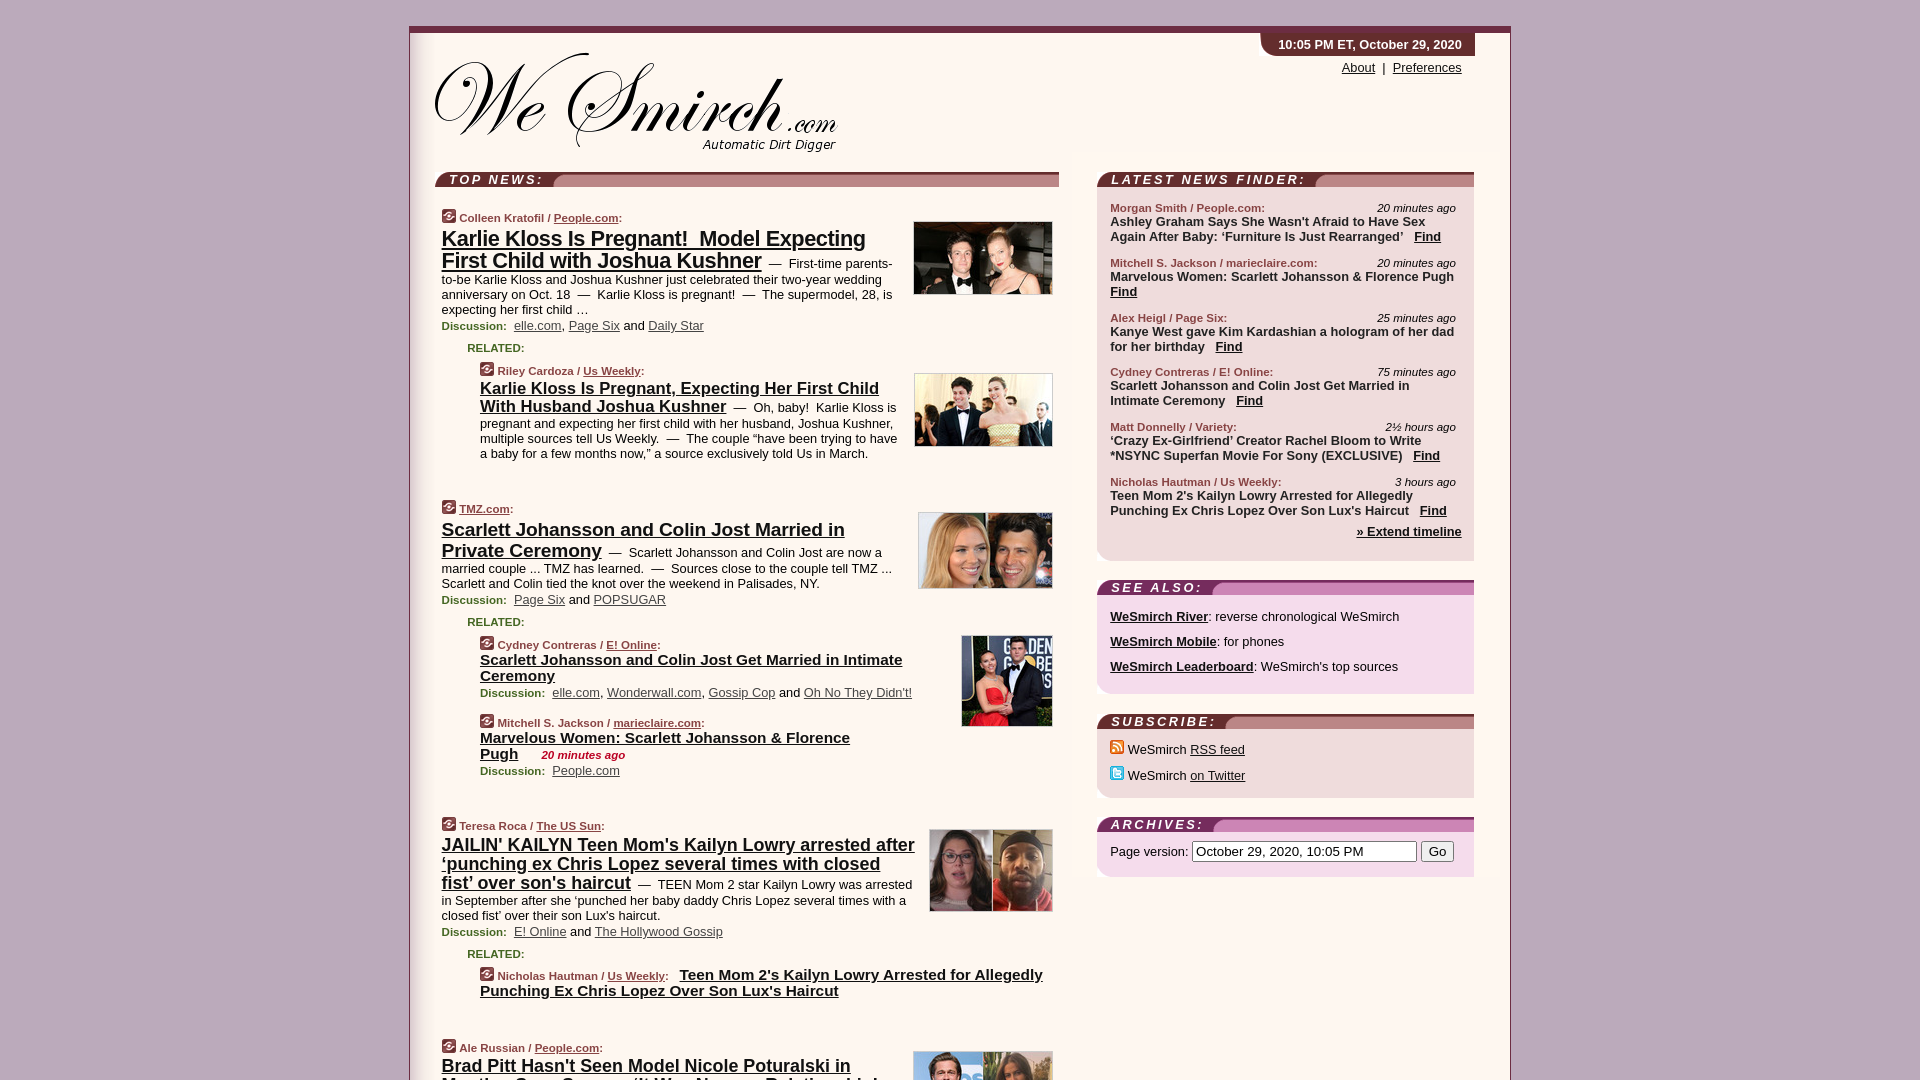 10:05 PM ET, October 29, 2020
About | Preferences
We Smirch .com
Automatic Dirt Digger
TOP NEWS:
Colleen Kratofil / People.com:
Karlie Kloss Is Pregnant! Model Expecting
First Child with Joshua Kushner — First-time parents-
to-be Karlie Kloss and Joshua Kushner just celebrated their two-year wedding
anniversary on Oct. 18 — Karlie Kloss is pregnant! — The supermodel, 28, is
expecting her first child …
Discussion: elle.com, Page Six and Daily Star
RELATED:
Riley Cardoza / Us Weekly:
Karlie Kloss Is Pregnant, Expecting Her First Child
With Husband Joshua Kushner — Oh, baby! Karlie Kloss is
pregnant and expecting her first child with her husband, Joshua Kushner,
multiple sources tell Us Weekly. — The couple “have been trying to have
a baby for a few months now,” a source exclusively told Us in March.
TMZ.com:
Scarlett Johansson and Colin Jost Married in
Private Ceremony — Scarlett Johansson and Colin Jost are now a
married couple ... TMZ has learned. — Sources close to the couple tell TMZ ...
Scarlett and Colin tied the knot over the weekend in Palisades, NY.
Discussion: Page Six and POPSUGAR
RELATED:
Cydney Contreras / E! Online:
Scarlett Johansson and Colin Jost Get Married in Intimate
Ceremony
Discussion: elle.com, Wonderwall.com, Gossip Cop and Oh No They Didn't!
Mitchell S. Jackson / marieclaire.com:
Marvelous Women: Scarlett Johansson & Florence
Pugh 20 minutes ago
Discussion: People.com
Teresa Roca / The US Sun:
JAILIN' KAILYN Teen Mom's Kailyn Lowry arrested after
‘punching ex Chris Lopez several times with closed
fist’ over son's haircut — TEEN Mom 2 star Kailyn Lowry was arrested
in September after she ‘punched her baby daddy Chris Lopez several times with a
closed fist’ over their son Lux's haircut.
Discussion: E! Online and The Hollywood Gossip
RELATED:
Nicholas Hautman / Us Weekly: Teen Mom 2's Kailyn Lowry Arrested for Allegedly
Punching Ex Chris Lopez Over Son Lux's Haircut
Ale Russian / People.com:
Brad Pitt Hasn't Seen Model Nicole Poturalski in
LATEST NEWS FINDER:
Morgan Smith / People.com: 20 minutes ago
Ashley Graham Says She Wasn't Afraid to Have Sex
Again After Baby: ‘Furniture Is Just Rearranged’ Find
Mitchell S. Jackson / marieclaire.com: 20 minutes ago
Marvelous Women: Scarlett Johansson & Florence Pugh
Find
Alex Heigl / Page Six: 25 minutes ago
Kanye West gave Kim Kardashian a hologram of her dad
for her birthday Find
Cydney Contreras / E! Online: 75 minutes ago
Scarlett Johansson and Colin Jost Get Married in
Intimate Ceremony Find
Matt Donnelly / Variety: 2½ hours ago
‘Crazy Ex-Girlfriend’ Creator Rachel Bloom to Write
*NSYNC Superfan Movie For Sony (EXCLUSIVE) Find
Nicholas Hautman / Us Weekly: 3 hours ago
Teen Mom 2's Kailyn Lowry Arrested for Allegedly
Punching Ex Chris Lopez Over Son Lux's Haircut Find
» Extend timeline
SEE ALSO:
WeSmirch River: reverse chronological WeSmirch
WeSmirch Mobile: for phones
WeSmirch Leaderboard: WeSmirch's top sources
SUBSCRIBE:
WeSmirch RSS feed
WeSmirch on Twitter
ARCHIVES:
Page version: October 29, 2020, 10:05 PM Go